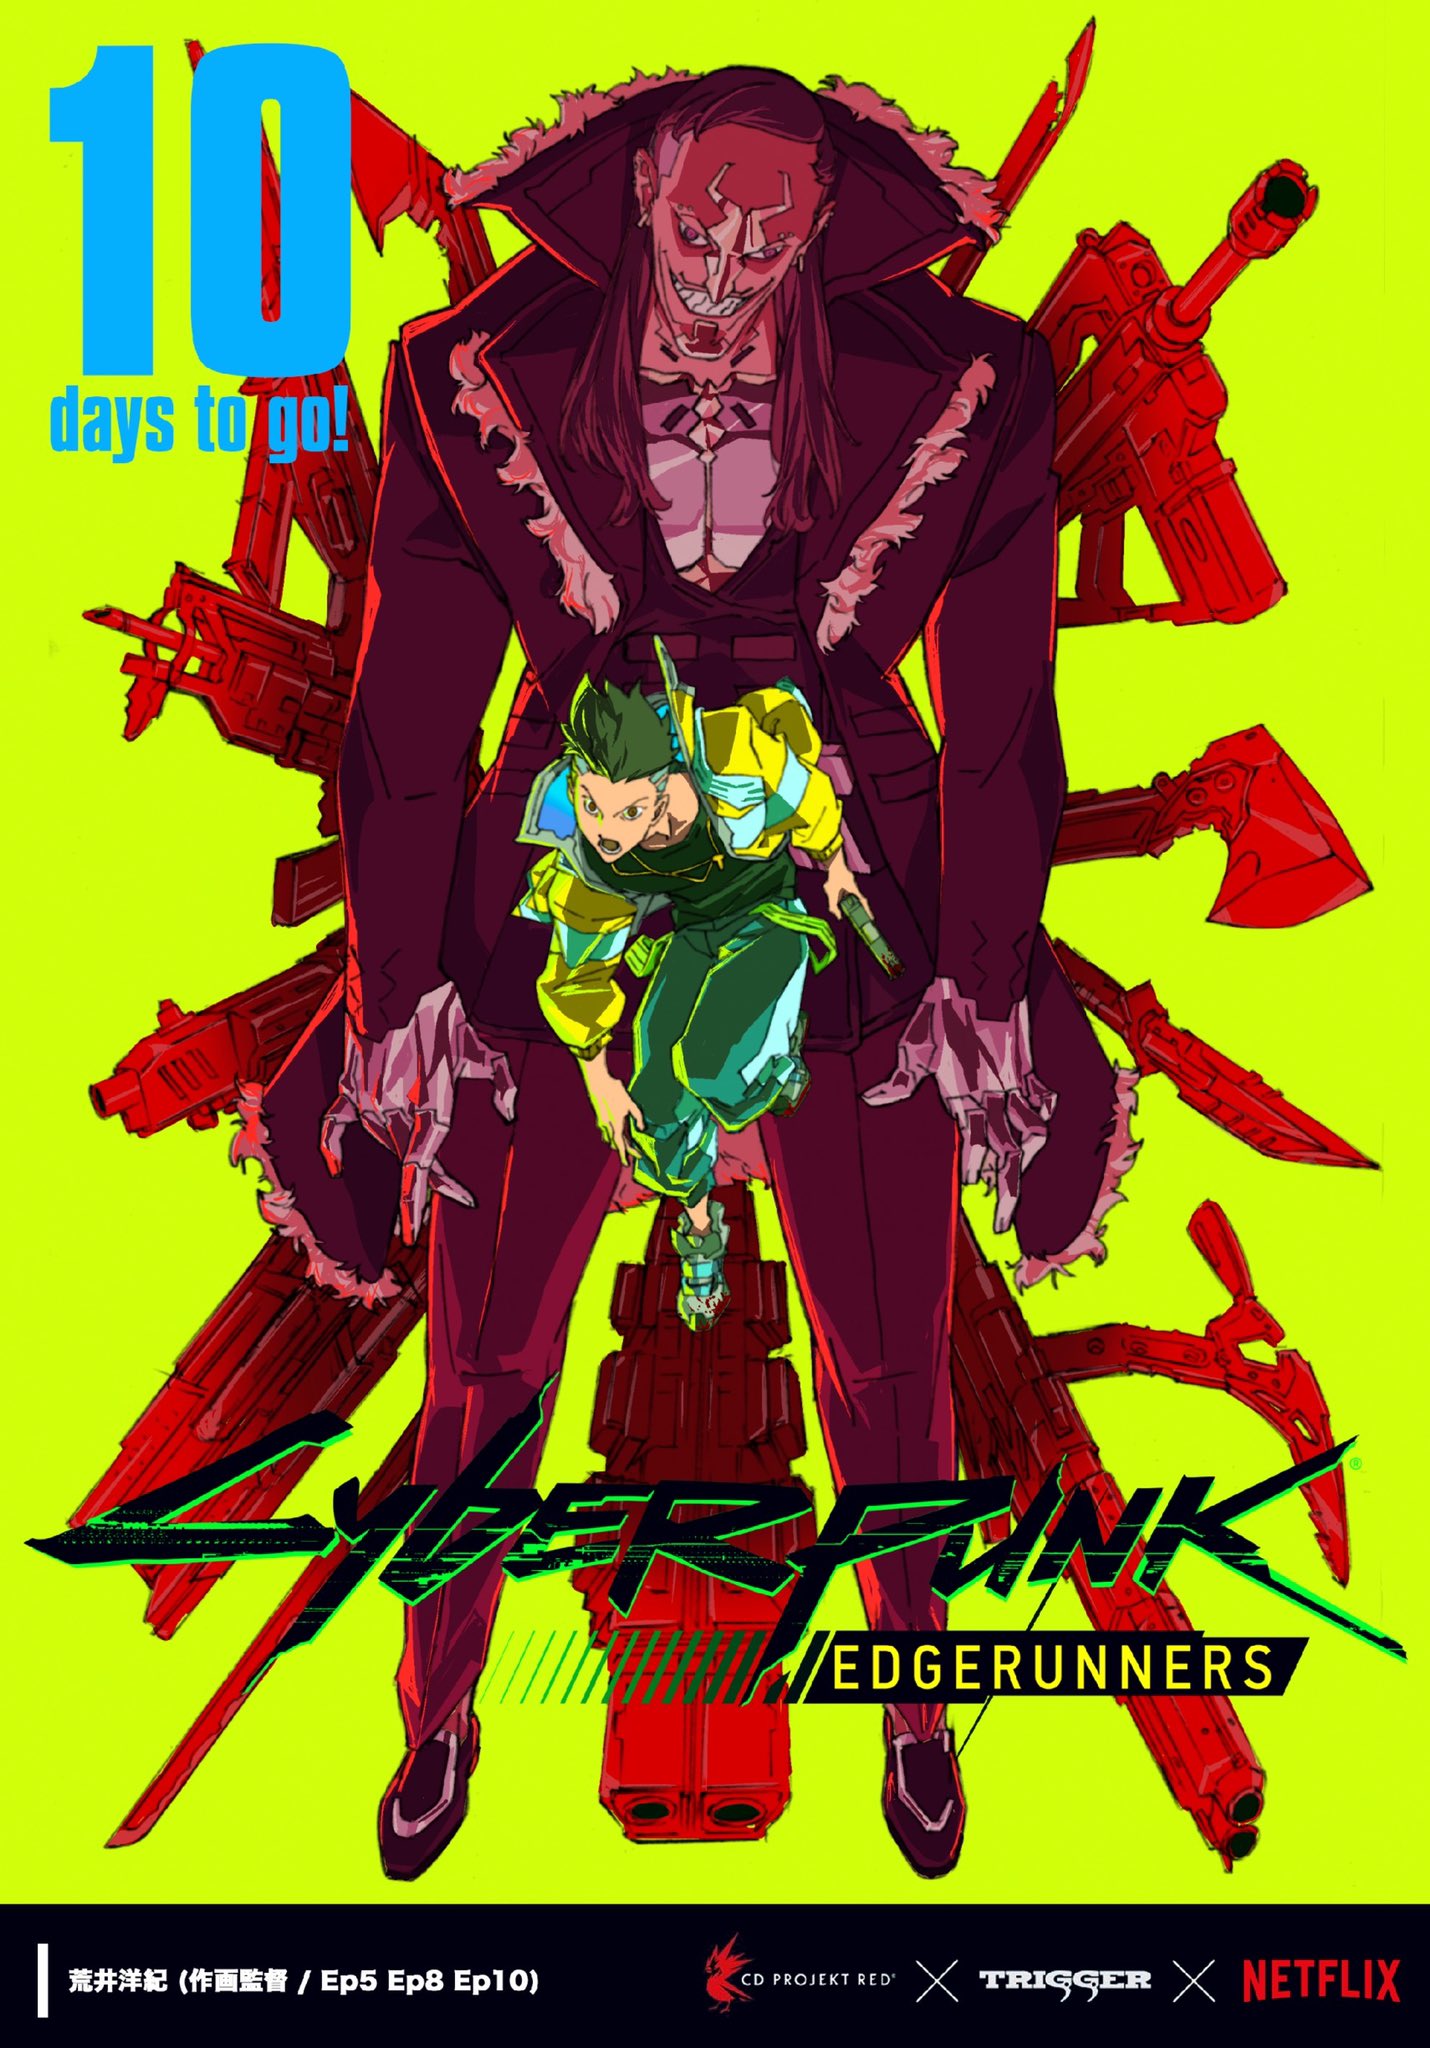 10
days to go!
CYBERPUNK®
EDGERUNNERS
荒井洋紀 (作画監督 / Ep5 Ep8 Ep10)
CD PROJEKT RED® × TRIGGER × NETFLIX